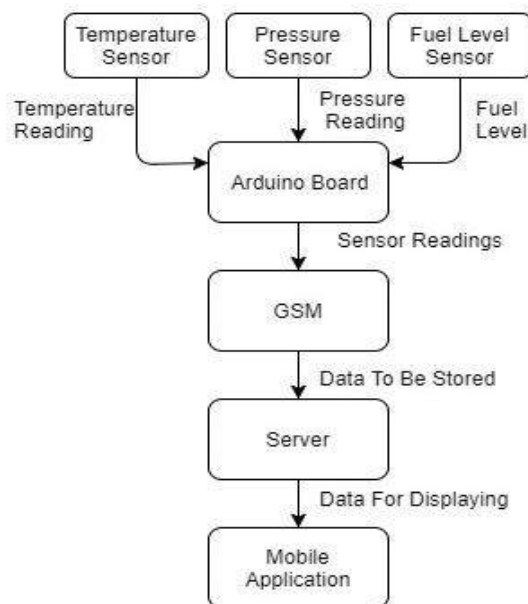 Temperature
Sensor
Pressure
Sensor
Fuel Level
Sensor
Temperature
Reading
Pressure
Reading
Fuel
Level
Arduino Board
Sensor Readings
GSM
Data To Be Stored
Server
Data For Displaying
Mobile
Application